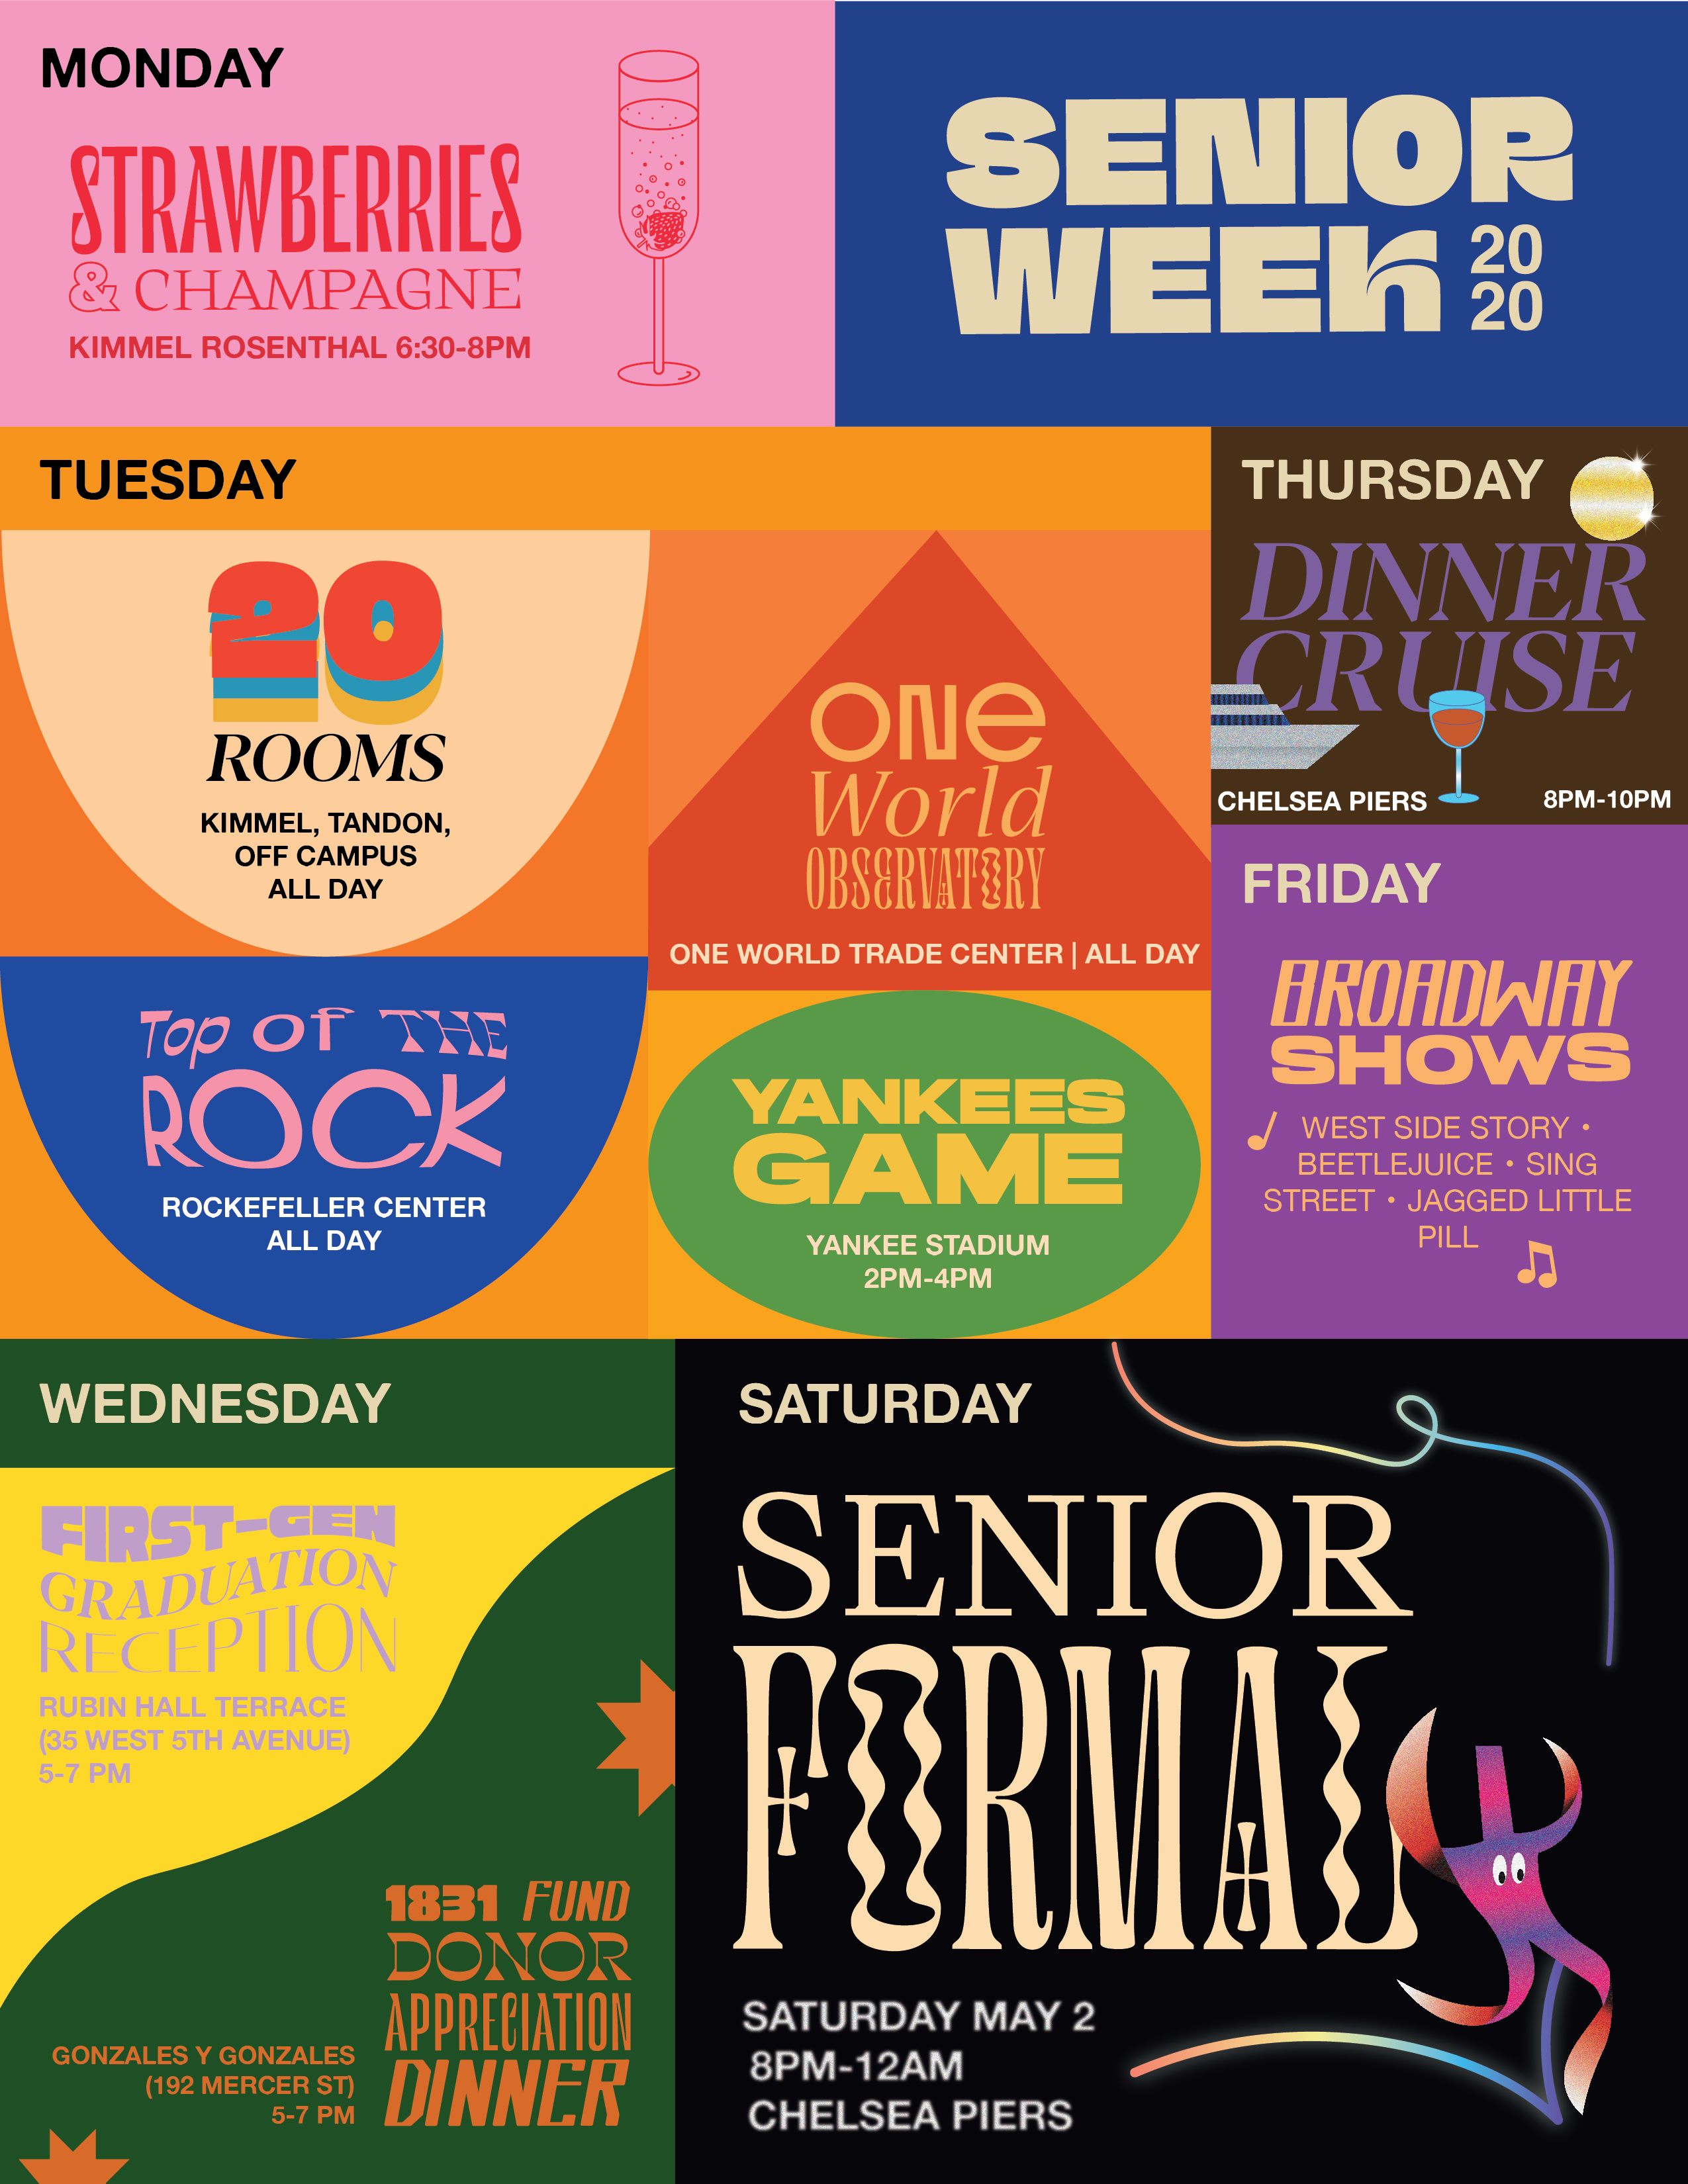 MONDAY
STRAWBERRIES
& CHAMPAGNE
KIMMEL ROSENTHAL 6:30-8PM
SENIOR
WEEK
20
20
TUESDAY
20
ROOMS
KIMMEL, TANDON,
OFF CAMPUS
ALL DAY
ONE
World
OBSERVATORY
ONE WORLD TRADE CENTER | ALL DAY
TOP OF THE
ROCK
ROCKEFELLER CENTER
ALL DAY
YANKEES
GAME
YANKEE STADIUM
2PM-4PM
THURSDAY
DINNER
CRUISE
CHELSEA PIERS
8PM-10PM
FRIDAY
BROADWAY
SHOWS
WEST SIDE STORY •
BEETLEJUICE • SING
STREET • JAGGED LITTLE
PILL
WEDNESDAY
FIRST-GEN
GRADUATION
RECEPTION
RUBIN HALL TERRACE
(35 WEST 5TH AVENUE)
5-7 PM
1831 FUND
DONOR
APPRECIATION
DINNER
GONZALES Y GONZALES
(192 MERCER ST)
5-7 PM
SATURDAY
SENIOR
FORMAL
SATURDAY MAY 2
8PM-12AM
CHELSEA PIERS